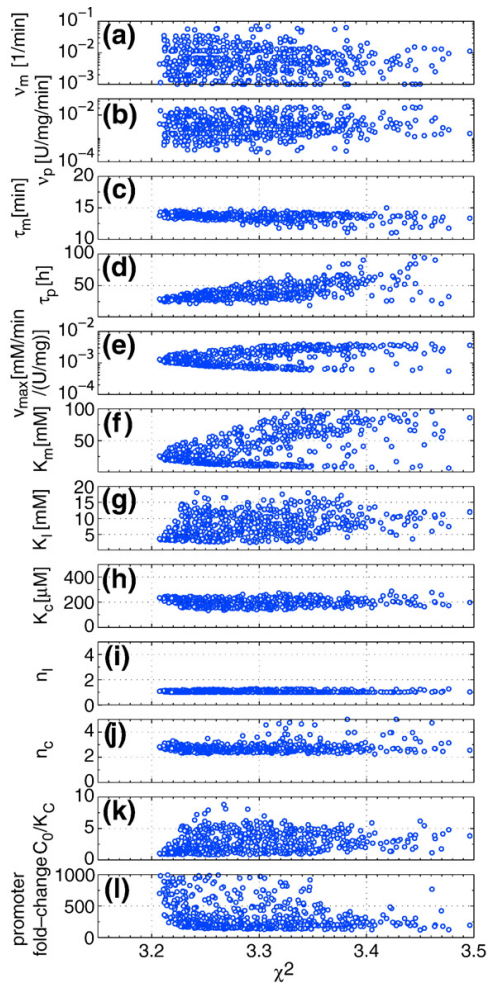 (a)
ν_m [1/min]
10^-1
10^-2
10^-3
(b)
ν_p [U/mg/min]
10^-2
10^-4
(c)
τ_m[min]
20
15
10
(d)
τ_p[h]
100
50
(e)
ν_max[mM/min
/(U/mg)]
10^-2
10^-3
10^-4
(f)
K_m[mM]
100
50
(g)
K_I [mM]
20
15
10
5
(h)
K_c[μM]
400
200
0
(i)
n_I
4
2
0
(j)
n_c
4
2
0
(k)
C_0/K_C
10
5
0
(l)
promoter
fold−change
1000
500
0
3.2 3.3 3.4 3.5
χ^2